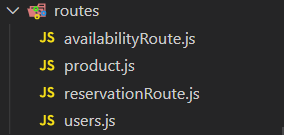 routes
JS availabilityRoute.js
JS product.js
JS reservationRoute.js
JS users.js